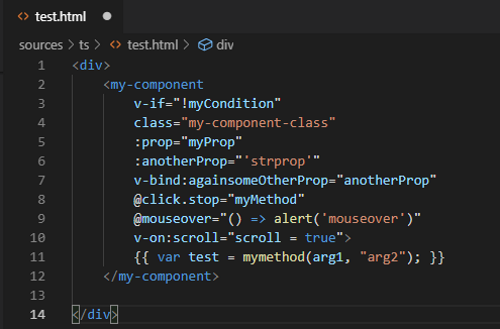 <> test.html ●
sources > ts > <> test.html > div
1 <div>
2     <my-component
3         v-if="!myCondition"
4         class="my-component-class"
5         :prop="myProp"
6         :anotherProp="'strprop'"
7         v-bind:againsomeOtherProp="anotherProp"
8         @click.stop="myMethod"
9         @mouseover="() => alert('mouseover')"
10         v-on:scroll="scroll = true">
11         {{ var test = mymethod(arg1, "arg2"); }}
12     </my-component>
13
14 </div>